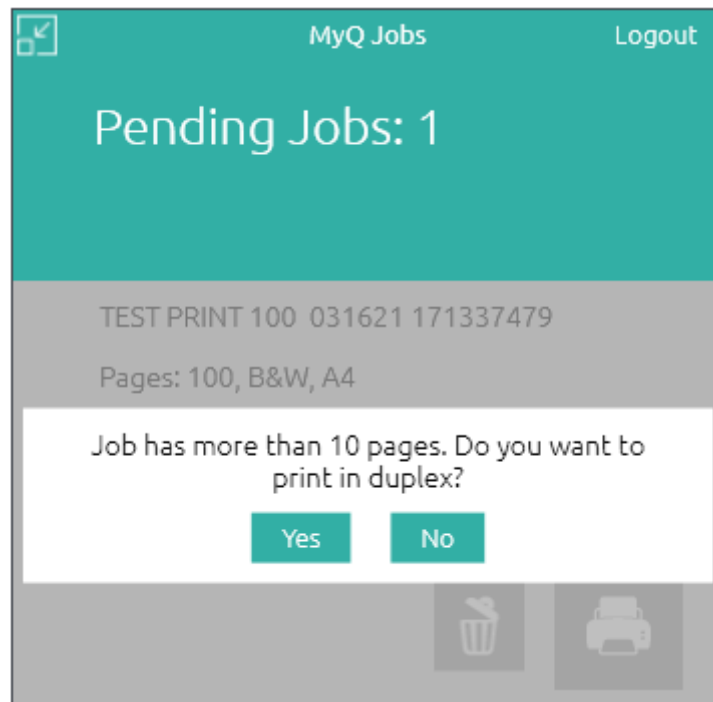 MyQ Jobs
Logout
Pending Jobs: 1
TEST PRINT 100 031621 171337479
Pages: 100, B&W, A4
Job has more than 10 pages. Do you want to
print in duplex?
Yes
No